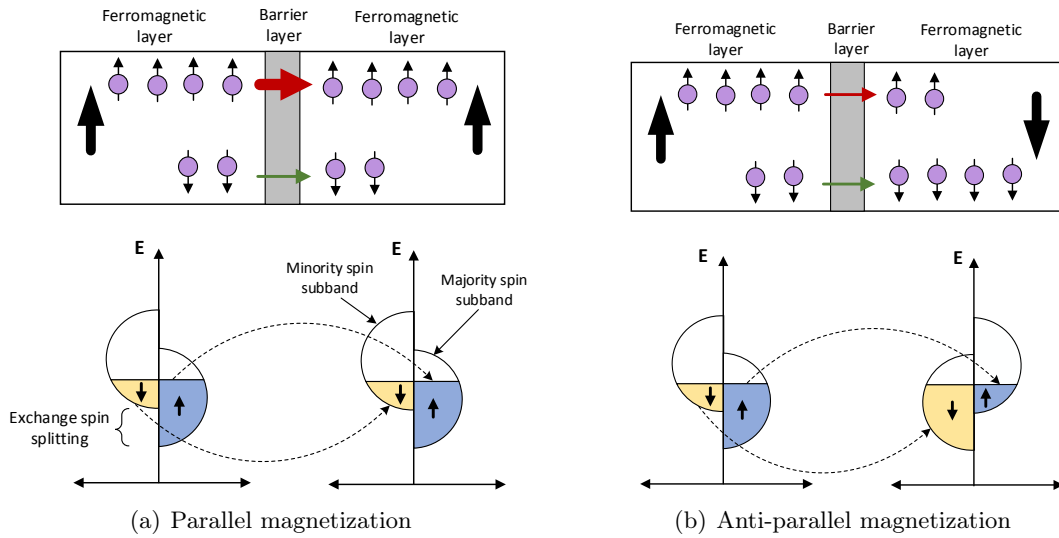 Ferromagnetic
layer
Barrier
layer
Ferromagnetic
layer
E
Exchange spin
splitting
Minority spin
subband
E
Majority spin
subband
(a) Parallel magnetization
Ferromagnetic
layer
Barrier
layer
Ferromagnetic
layer
E
E
(b) Anti-parallel magnetization